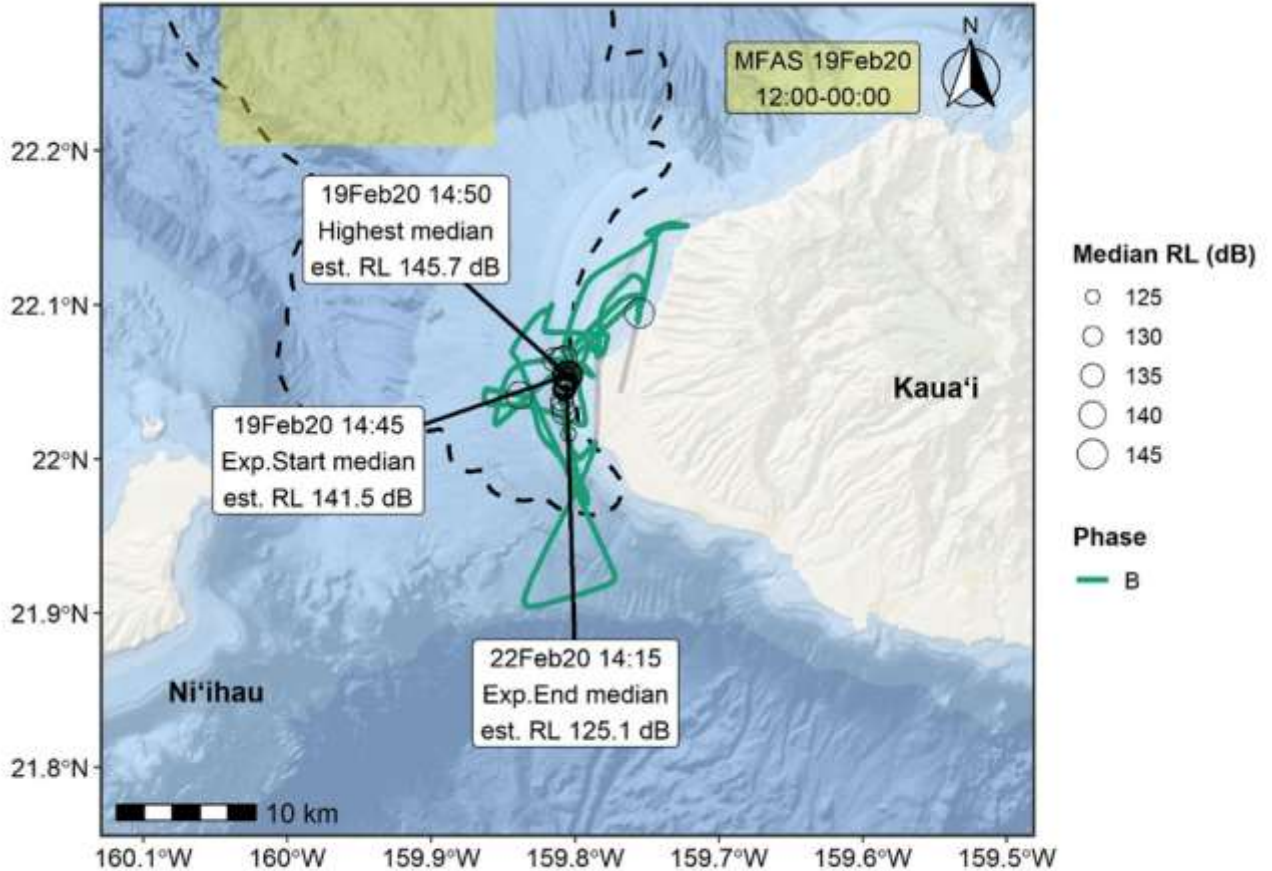 N
MFAS 19Feb20
12:00-00:00
22.2°N
22.1°N
22°N
21.9°N
21.8°N
19Feb20 14:50
Highest median
est. RL 145.7 dB
19Feb20 14:45
Exp.Start median
est. RL 141.5 dB
22Feb20 14:15
Exp.End median
est. RL 125.1 dB
Kauaʻi
Niʻihau
10 km
160.1°W
160°W
159.9°W
159.8°W
159.7°W
159.6°W
159.5°W
Median RL (dB)
125
130
135
140
145
Phase
B